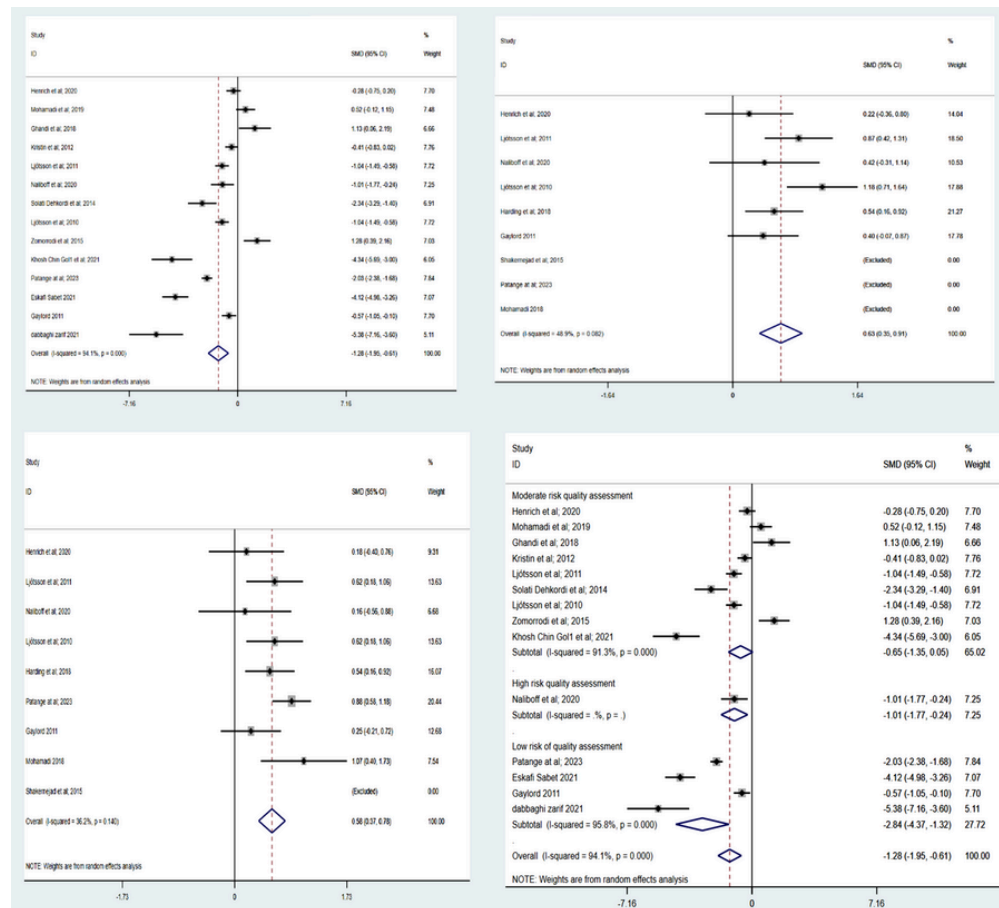 Study %
ID SMD (95% CI) Weight
Henrich et al; 2020 -0.28 (-0.75, 0.20) 7.70
Mohamadi et al; 2019 0.52 (-0.12, 1.15) 7.48
Ghandi et al; 2018 1.13 (0.06, 2.19) 6.66
Kristin et al; 2012 -0.41 (-0.83, 0.02) 7.76
Ljótsson et al; 2011 -1.04 (-1.49, -0.58) 7.72
Naliboff et al; 2020 -1.01 (-1.77, -0.24) 7.25
Solati Dehkordi et al; 2014 -2.34 (-3.29, -1.40) 6.91
Ljótsson et al; 2010 -1.04 (-1.49, -0.58) 7.72
Zomorrodi et al; 2015 1.28 (0.39, 2.16) 7.03
Khosh Chin Gol1 et al; 2021 -4.34 (-5.69, -3.00) 6.05
Patange at al; 2023 -2.03 (-2.38, -1.68) 7.84
Eskafi Sabet 2021 -4.12 (-4.98, -3.26) 7.07
Gaylord 2011 -0.57 (-1.05, -0.10) 7.70
dabbaghi zarif 2021 -5.38 (-7.16, -3.60) 5.11
Overall (I-squared = 94.1%, p = 0.000) -1.28 (-1.95, -0.61) 100.00
NOTE: Weights are from random effects analysis
-7.16 0 7.16
Study %
ID SMD (95% CI) Weight
Henrich et al; 2020 0.22 (-0.36, 0.80) 14.04
Ljótsson et al; 2011 0.87 (0.42, 1.31) 18.50
Naliboff et al; 2020 0.42 (-0.31, 1.14) 10.53
Ljótsson et al; 2010 1.18 (0.71, 1.64) 17.88
Harding et al; 2018 0.54 (0.16, 0.92) 21.27
Gaylord 2011 0.40 (-0.07, 0.87) 17.78
Shakernejad et al; 2015 (Excluded) 0.00
Patange at al; 2023 (Excluded) 0.00
Mohamadi 2018 (Excluded) 0.00
Overall (I-squared = 48.9%, p = 0.082) 0.63 (0.35, 0.91) 100.00
NOTE: Weights are from random effects analysis
-1.64 0 1.64
Study %
ID SMD (95% CI) Weight
Henrich et al; 2020 0.18 (-0.40, 0.76) 9.31
Ljótsson et al; 2011 0.62 (0.18, 1.06) 13.63
Naliboff et al; 2020 0.16 (-0.56, 0.88) 6.68
Ljótsson et al; 2010 0.62 (0.18, 1.06) 13.63
Harding et al; 2018 0.54 (0.16, 0.92) 16.07
Patange at al; 2023 0.88 (0.58, 1.18) 20.44
Gaylord 2011 0.25 (-0.21, 0.72) 12.68
Mohamadi 2018 1.07 (0.40, 1.73) 7.54
Shakernejad et al; 2015 (Excluded) 0.00
Overall (I-squared = 36.2%, p = 0.140) 0.58 (0.37, 0.78) 100.00
NOTE: Weights are from random effects analysis
-1.73 0 1.73
Study %
ID SMD (95% CI) Weight
Moderate risk quality assessment
Henrich et al; 2020 -0.28 (-0.75, 0.20) 7.70
Mohamadi et al; 2019 0.52 (-0.12, 1.15) 7.48
Ghandi et al; 2018 1.13 (0.06, 2.19) 6.66
Kristin et al; 2012 -0.41 (-0.83, 0.02) 7.76
Ljótsson et al; 2011 -1.04 (-1.49, -0.58) 7.72
Solati Dehkordi et al; 2014 -2.34 (-3.29, -1.40) 6.91
Ljótsson et al; 2010 -1.04 (-1.49, -0.58) 7.72
Zomorrodi et al; 2015 1.28 (0.39, 2.16) 7.03
Khosh Chin Gol1 et al; 2021 -4.34 (-5.69, -3.00) 6.05
Subtotal (I-squared = 91.3%, p = 0.000) -0.65 (-1.35, 0.05) 65.02
.
High risk quality assessment
Naliboff et al; 2020 -1.01 (-1.77, -0.24) 7.25
Subtotal (I-squared = .%, p = .) -1.01 (-1.77, -0.24) 7.25
.
Low risk of quality assessment
Patange at al; 2023 -2.03 (-2.38, -1.68) 7.84
Eskafi Sabet 2021 -4.12 (-4.98, -3.26) 7.07
Gaylord 2011 -0.57 (-1.05, -0.10) 7.70
dabbaghi zarif 2021 -5.38 (-7.16, -3.60) 5.11
Subtotal (I-squared = 95.8%, p = 0.000) -2.84 (-4.37, -1.32) 27.72
.
Overall (I-squared = 94.1%, p = 0.000) -1.28 (-1.95, -0.61) 100.00
NOTE: Weights are from random effects analysis
-7.16 0 7.16